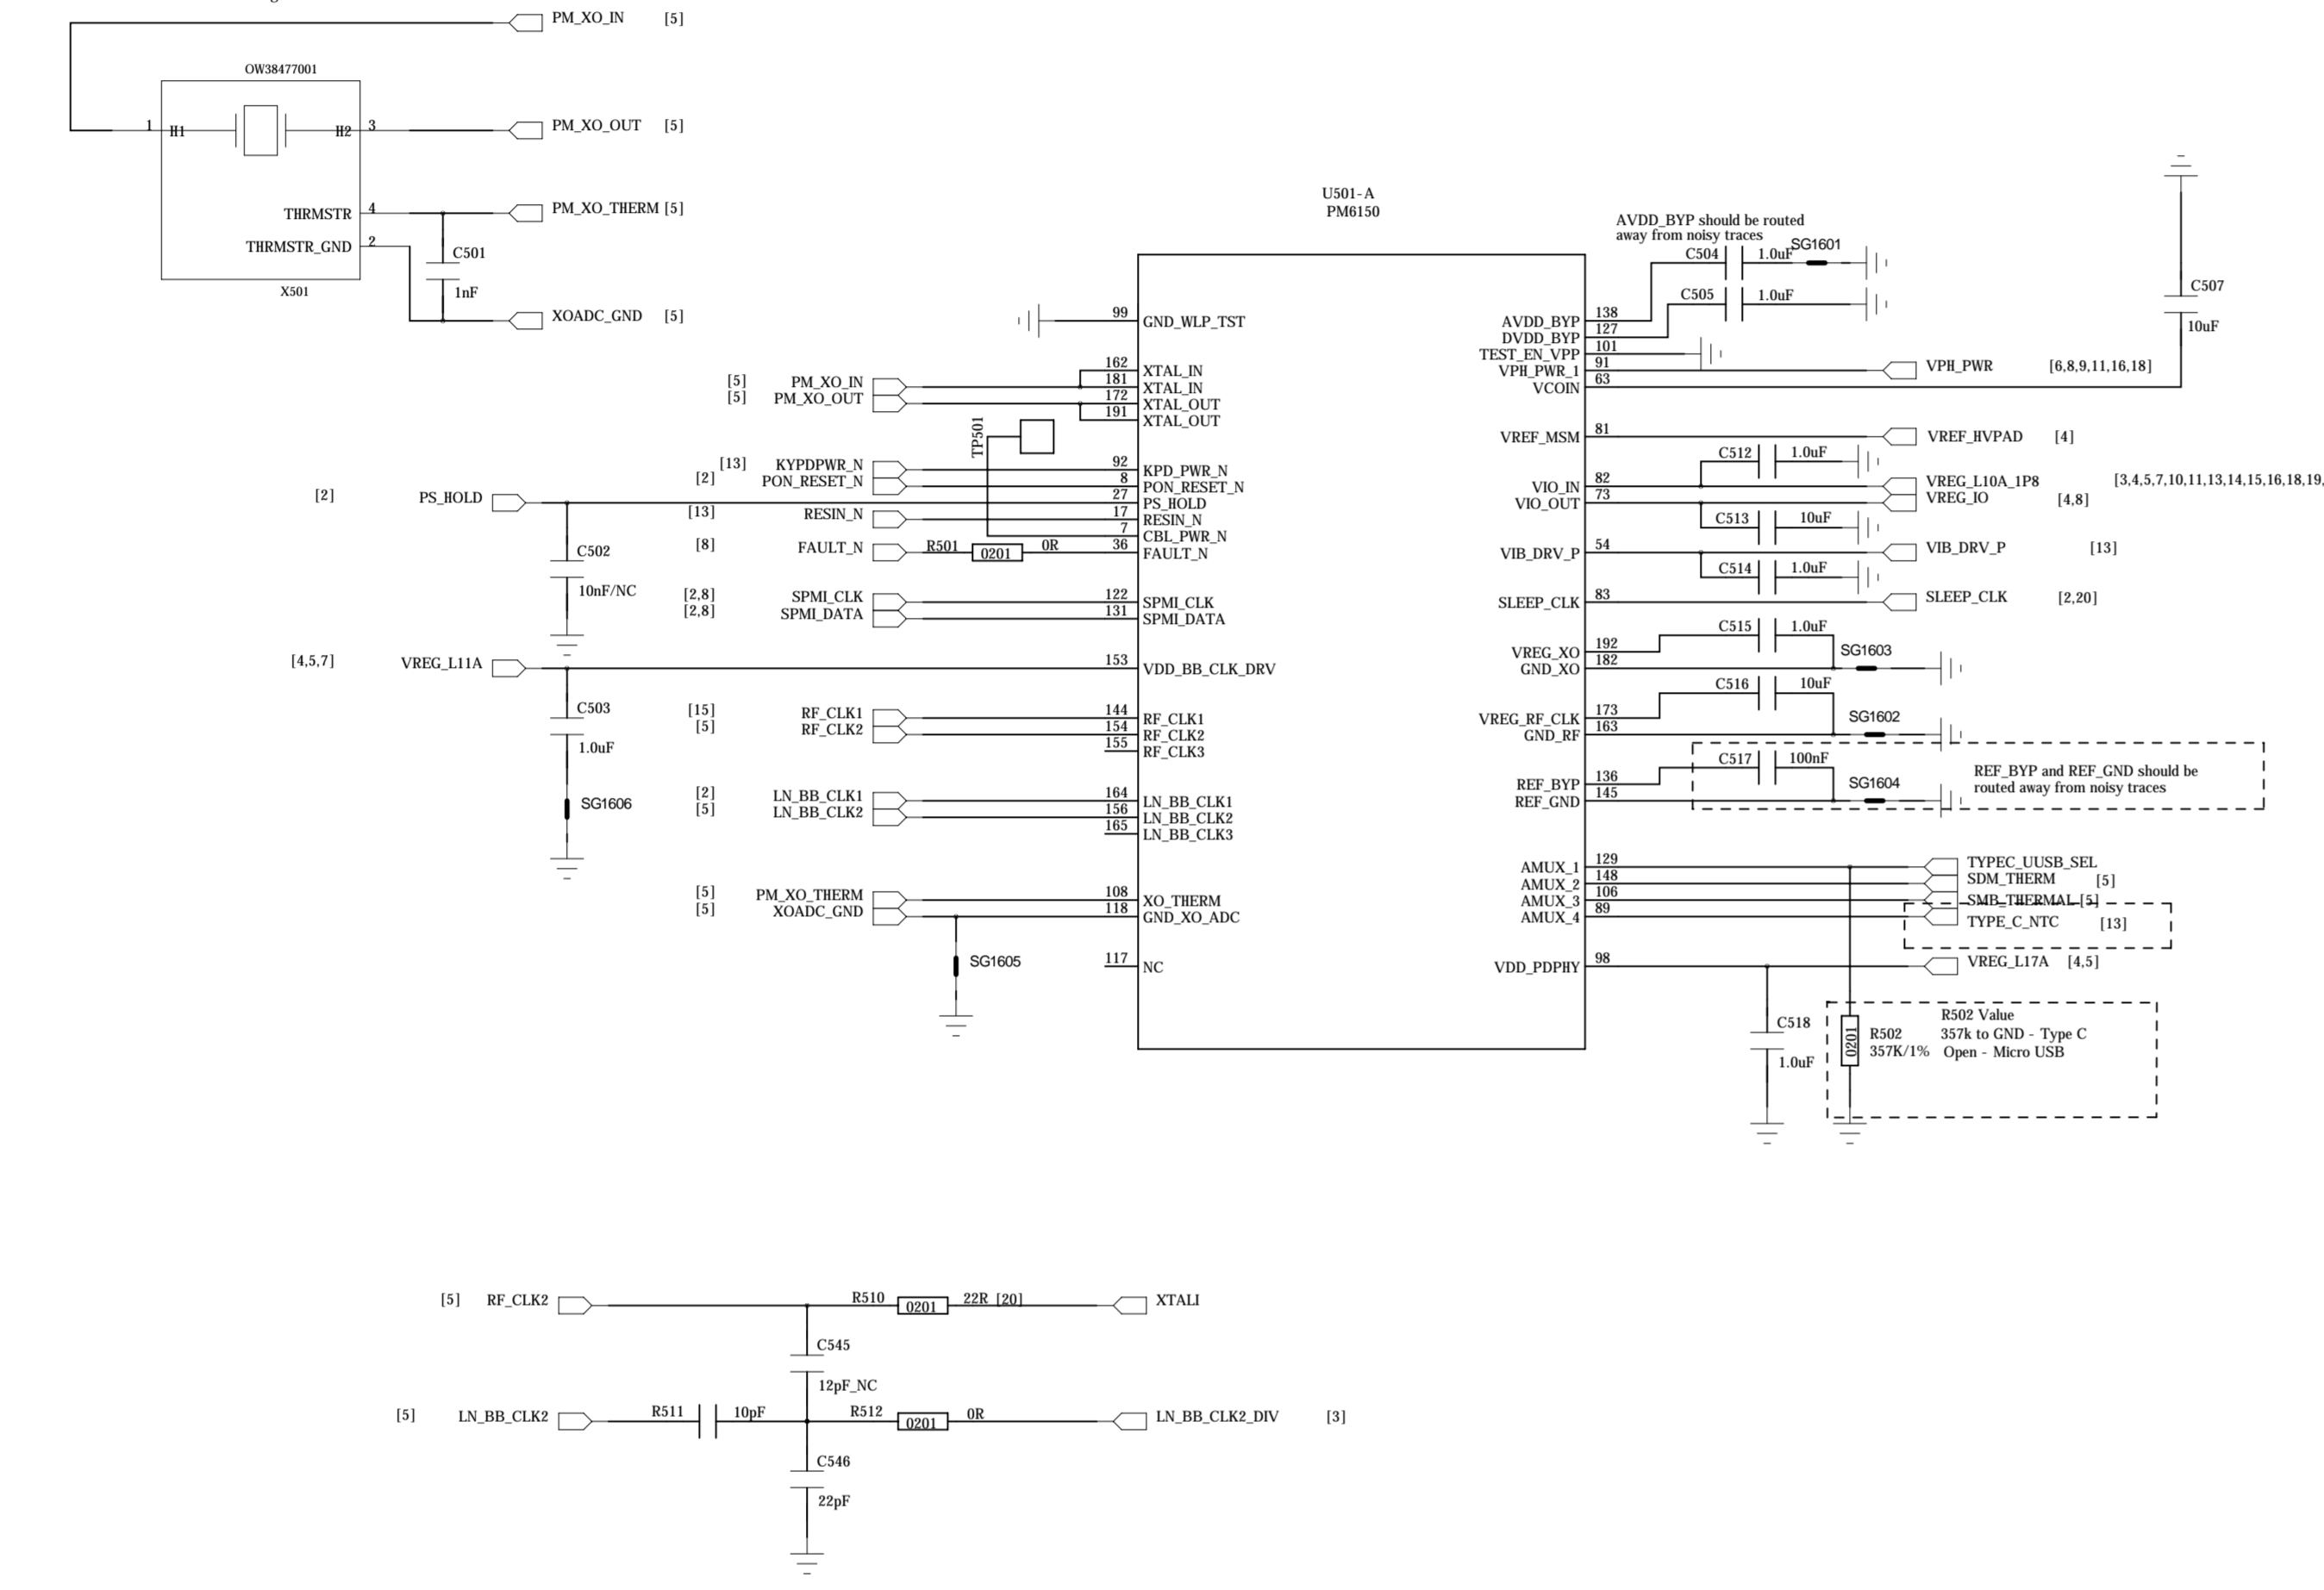 PM_XO_IN [5]
OW38477001
1 H1 H2 3 PM_XO_OUT [5]
THRMSTR 4 PM_XO_THERM [5]
THRMSTR_GND 2
C501
1nF
X501
XOADC_GND [5]
U501-A
PM6150
AVDD_BYP should be routed
away from noisy traces
C504 1.0uF SG1601
C505 1.0uF
C507
10uF
99 GND_WLP_TST
162 XTAL_IN
[5] PM_XO_IN 181 XTAL_IN
[5] PM_XO_OUT 172 XTAL_OUT
191 XTAL_OUT
TP501
[13] KYPDPWR_N 92 KPD_PWR_N
[2] PON_RESET_N 8 PON_RESET_N
[2] PS_HOLD 27 PS_HOLD
[13] RESIN_N 17 RESIN_N
7 CBL_PWR_N
[8] FAULT_N R501 0201 0R 36 FAULT_N
C502
10nF/NC
[2,8] SPMI_CLK 122 SPMI_CLK
[2,8] SPMI_DATA 131 SPMI_DATA
[4,5,7] VREG_L11A 153 VDD_BB_CLK_DRV
C503
1.0uF
SG1606
[15] RF_CLK1 144 RF_CLK1
[5] RF_CLK2 154 RF_CLK2
155 RF_CLK3
[2] LN_BB_CLK1 164 LN_BB_CLK1
[5] LN_BB_CLK2 156 LN_BB_CLK2
165 LN_BB_CLK3
[5] PM_XO_THERM 108 XO_THERM
[5] XOADC_GND 118 GND_XO_ADC
SG1605
117 NC
AVDD_BYP 138
DVDD_BYP 127
TEST_EN_VPP 101
VPH_PWR_1 91 VPH_PWR [6,8,9,11,16,18]
VCOIN 63
VREF_MSM 81 VREF_HVPAD [4]
C512 1.0uF
VIO_IN 82 VREG_L10A_1P8 [3,4,5,7,10,11,13,14,15,16,18,19,
VIO_OUT 73 VREG_IO [4,8]
C513 10uF
VIB_DRV_P 54 VIB_DRV_P [13]
C514 1.0uF
SLEEP_CLK 83 SLEEP_CLK [2,20]
C515 1.0uF
VREG_XO 192
GND_XO 182 SG1603
C516 10uF
VREG_RF_CLK 173 SG1602
GND_RF 163
C517 100nF
REF_BYP 136 SG1604
REF_GND 145
REF_BYP and REF_GND should be
routed away from noisy traces
AMUX_1 129 TYPEC_UUSB_SEL
AMUX_2 148 SDM_THERM [5]
AMUX_3 106 SMB_THERMAL [5]
AMUX_4 89 TYPE_C_NTC [13]
VDD_PDPHY 98 VREG_L17A [4,5]
C518
1.0uF
0201
R502
357K/1%
R502 Value
357k to GND - Type C
Open - Micro USB
[5] RF_CLK2 R510 0201 22R [20] XTALI
C545
12pF_NC
[5] LN_BB_CLK2 R511 10pF R512 0201 0R LN_BB_CLK2_DIV [3]
C546
22pF